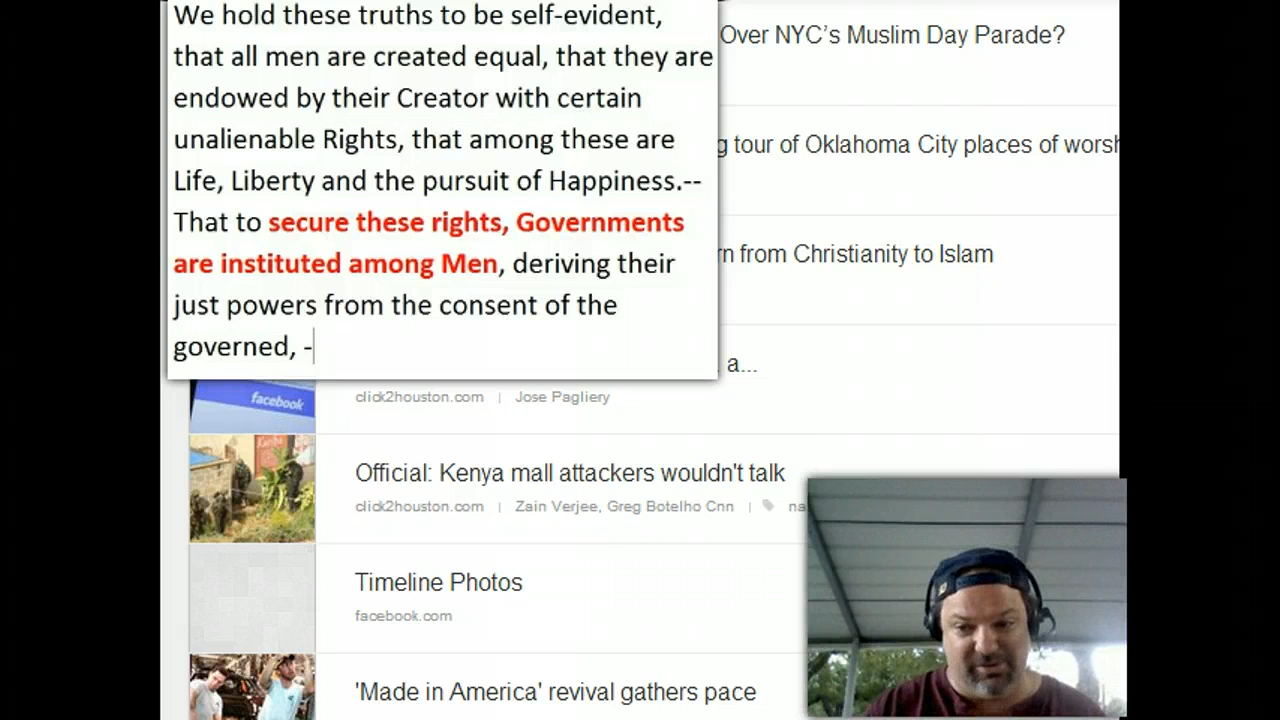 We hold these truths to be self-evident,
that all men are created equal, that they are
endowed by their Creator with certain
unalienable Rights, that among these are
Life, Liberty and the pursuit of Happiness.--
That to secure these rights, Governments
are instituted among Men, deriving their
just powers from the consent of the
governed, -
Over NYC’s Muslim Day Parade?
g tour of Oklahoma City places of worsh
n from Christianity to Islam
a...
facebook
click2houston.com | Jose Pagliery
Official: Kenya mall attackers wouldn't talk
click2houston.com | Zain Verjee, Greg Botelho Cnn | na
Timeline Photos
facebook.com
'Made in America' revival gathers pace